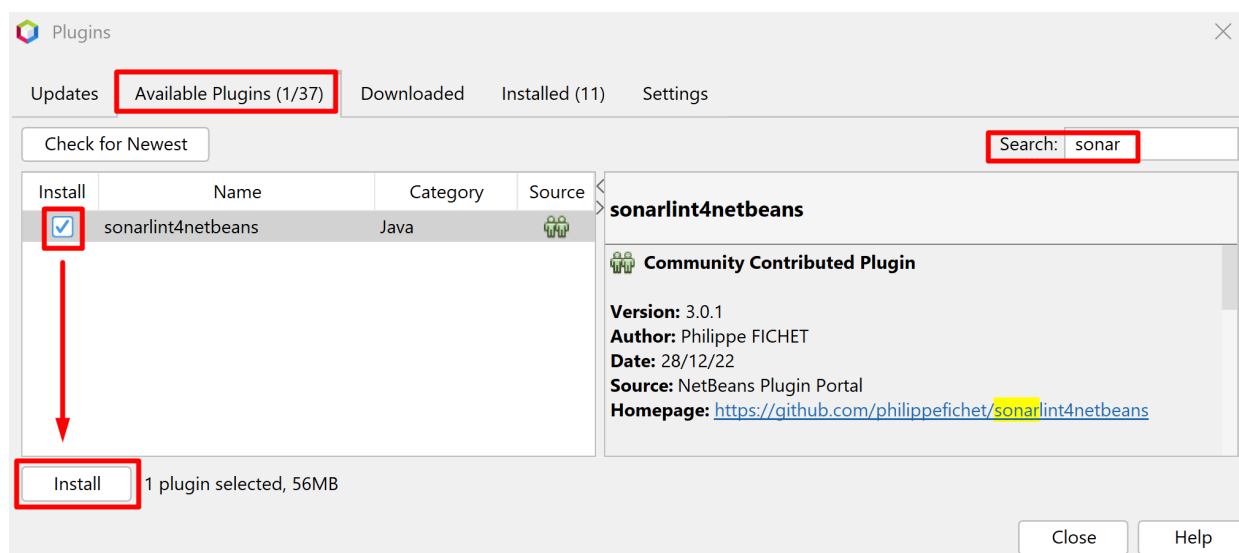 Plugins
Updates Available Plugins (1/37) Downloaded Installed (11) Settings
Check for Newest Search: sonar
Install Name Category Source
sonarlint4netbeans Java
sonarlint4netbeans
Community Contributed Plugin
Version: 3.0.1
Author: Philippe FICHET
Date: 28/12/22
Source: NetBeans Plugin Portal
Homepage: https://github.com/philippefichet/sonarlint4netbeans
Install 1 plugin selected, 56MB
Close Help